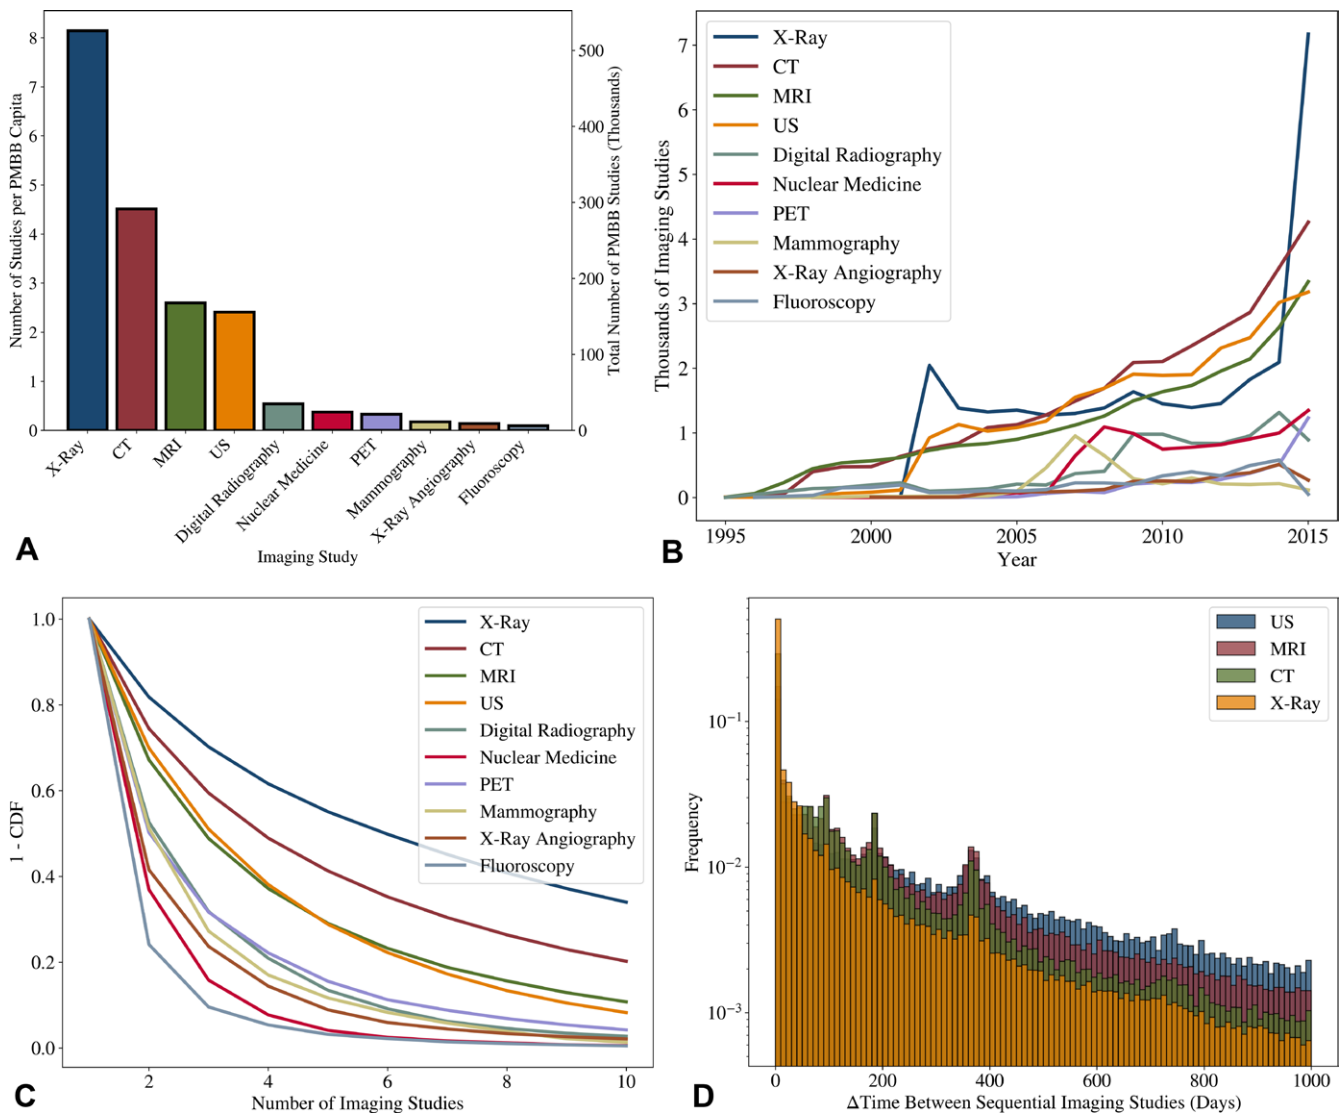 8
7
6
5
4
3
2
1
0
Number of Studies per PMBB Capita
500
400
300
200
100
0
Total Number of PMBB Studies (Thousands)
X-Ray
CT
MRI
US
Digital Radiography
Nuclear Medicine
PET
Mammography
X-Ray Angiography
Fluoroscopy
Imaging Study
A
X-Ray
CT
MRI
US
Digital Radiography
Nuclear Medicine
PET
Mammography
X-Ray Angiography
Fluoroscopy
7
6
5
4
3
2
1
0
Thousands of Imaging Studies
1995
2000
2005
2010
2015
Year
B
X-Ray
CT
MRI
US
Digital Radiography
Nuclear Medicine
PET
Mammography
X-Ray Angiography
Fluoroscopy
1.0
0.8
0.6
0.4
0.2
0.0
1 - CDF
2
4
6
8
10
Number of Imaging Studies
C
US
MRI
CT
X-Ray
10⁻¹
10⁻²
10⁻³
Frequency
0
200
400
600
800
1000
ΔTime Between Sequential Imaging Studies (Days)
D